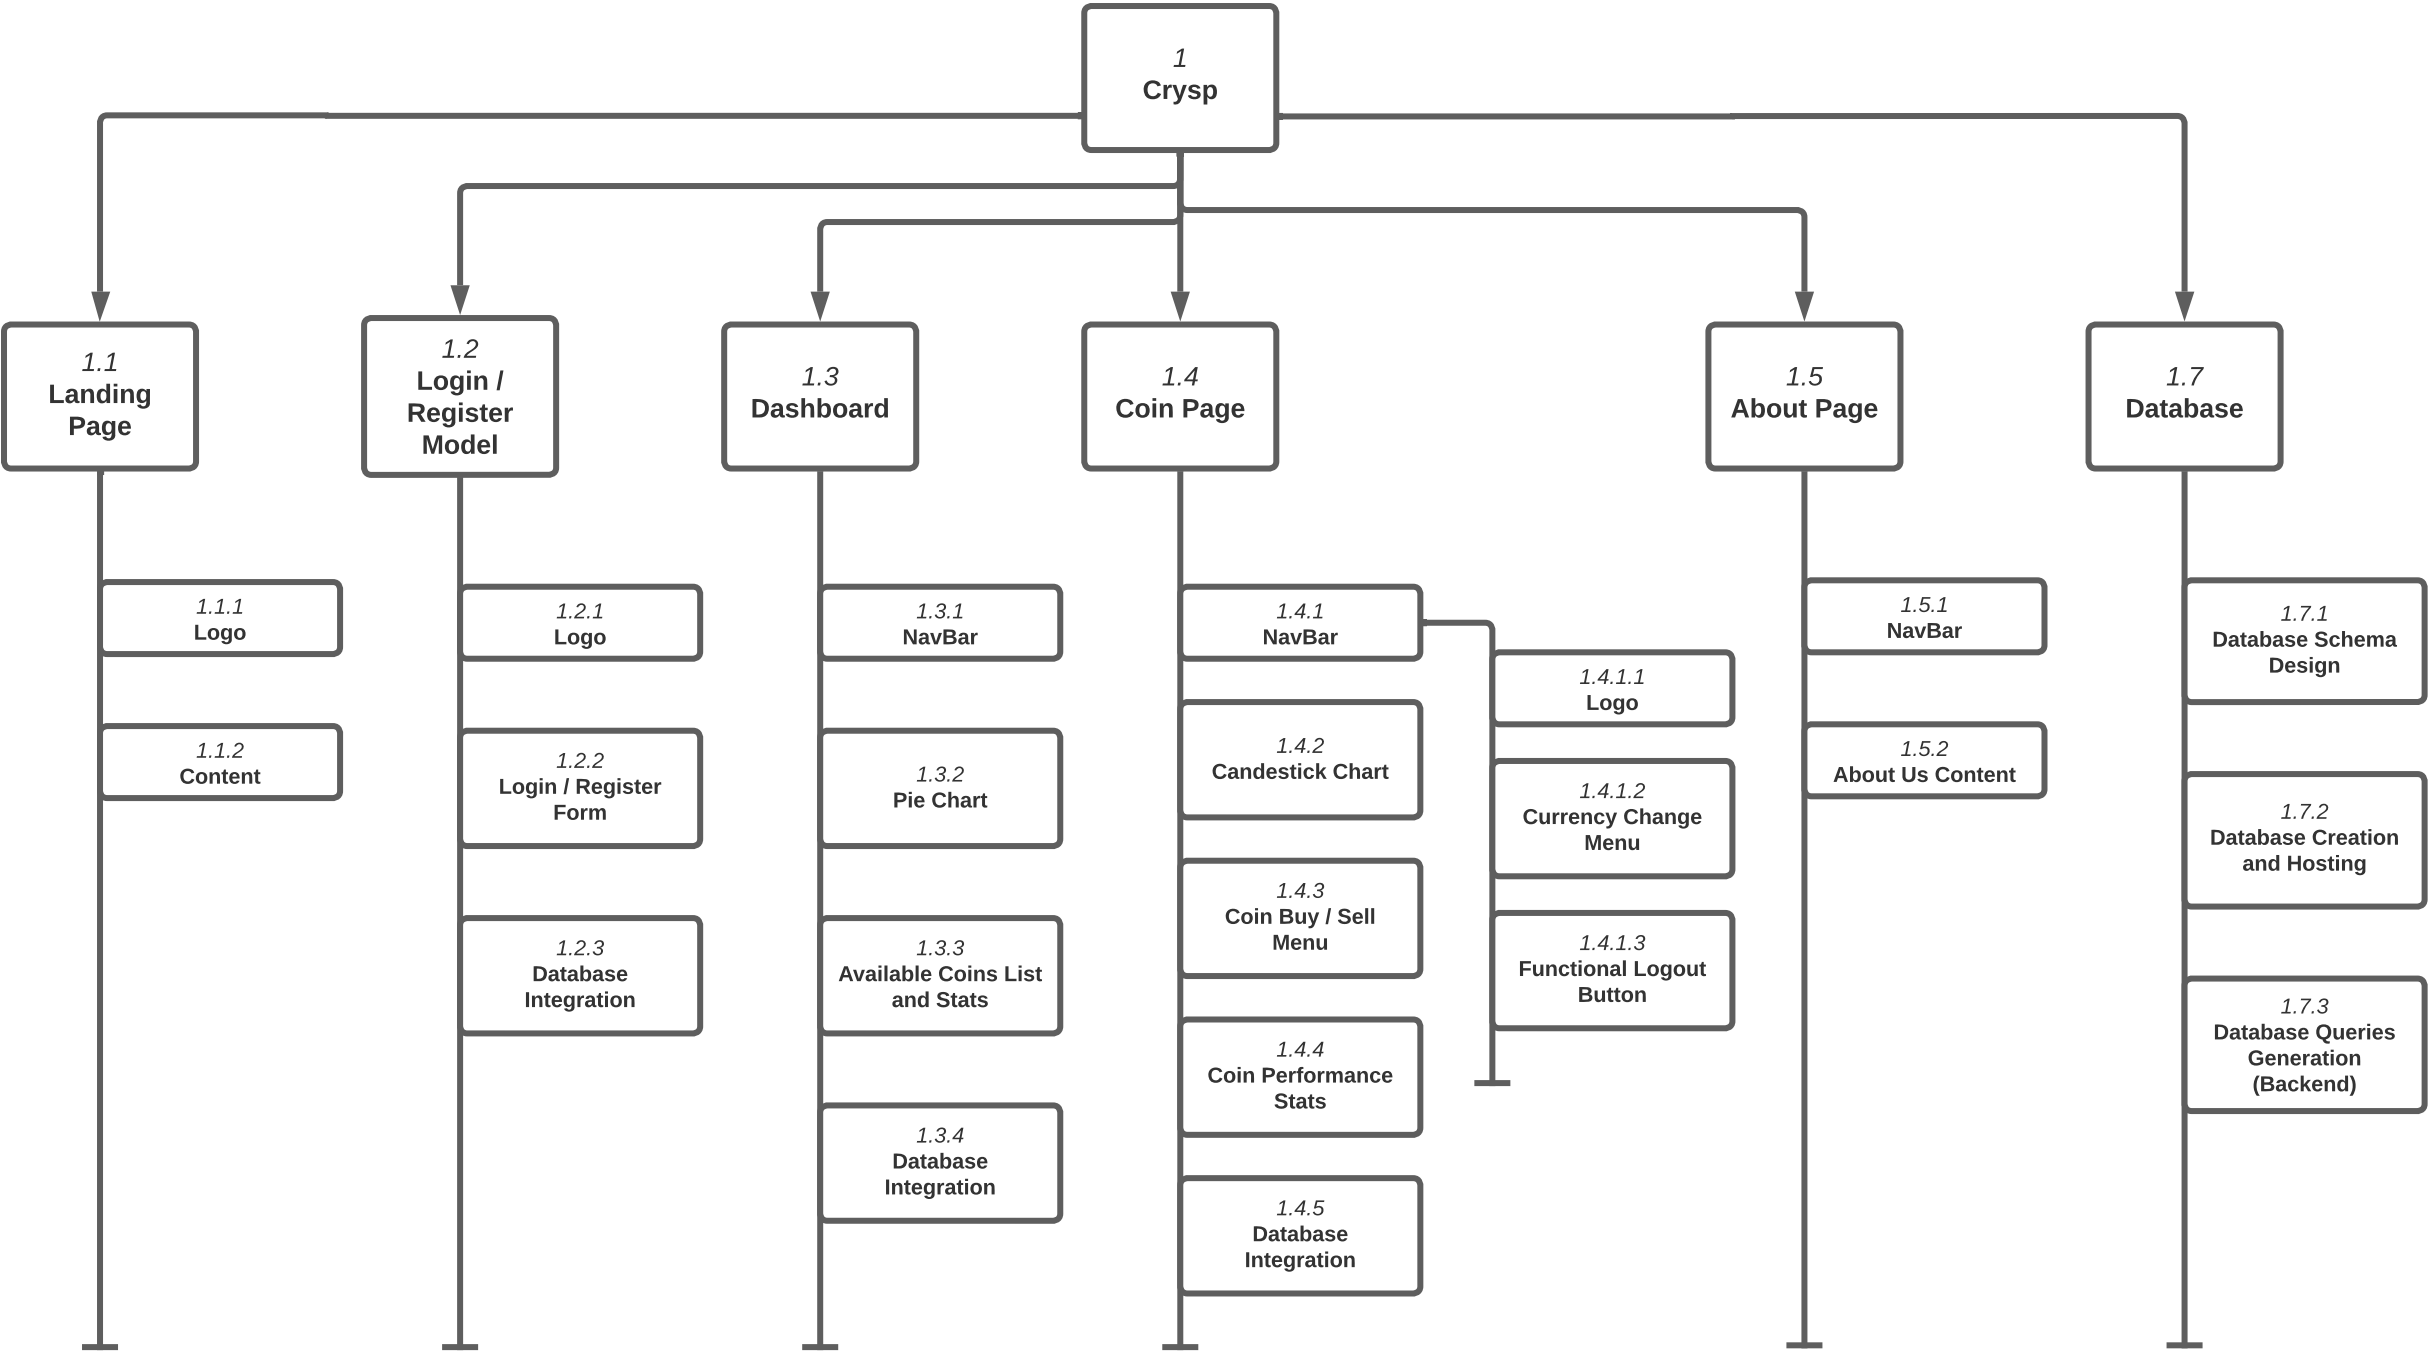 1
Crysp
1.1
Landing
Page
1.2
Login /
Register
Model
1.3
Dashboard
1.4
Coin Page
1.5
About Page
1.7
Database
1.1.1
Logo
1.1.2
Content
1.2.1
Logo
1.2.2
Login / Register
Form
1.2.3
Database
Integration
1.3.1
NavBar
1.3.2
Pie Chart
1.3.3
Available Coins List
and Stats
1.3.4
Database
Integration
1.4.1
NavBar
1.4.2
Candestick Chart
1.4.3
Coin Buy / Sell
Menu
1.4.4
Coin Performance
Stats
1.4.5
Database
Integration
1.4.1.1
Logo
1.4.1.2
Currency Change
Menu
1.4.1.3
Functional Logout
Button
1.5.1
NavBar
1.5.2
About Us Content
1.7.1
Database Schema
Design
1.7.2
Database Creation
and Hosting
1.7.3
Database Queries
Generation
(Backend)